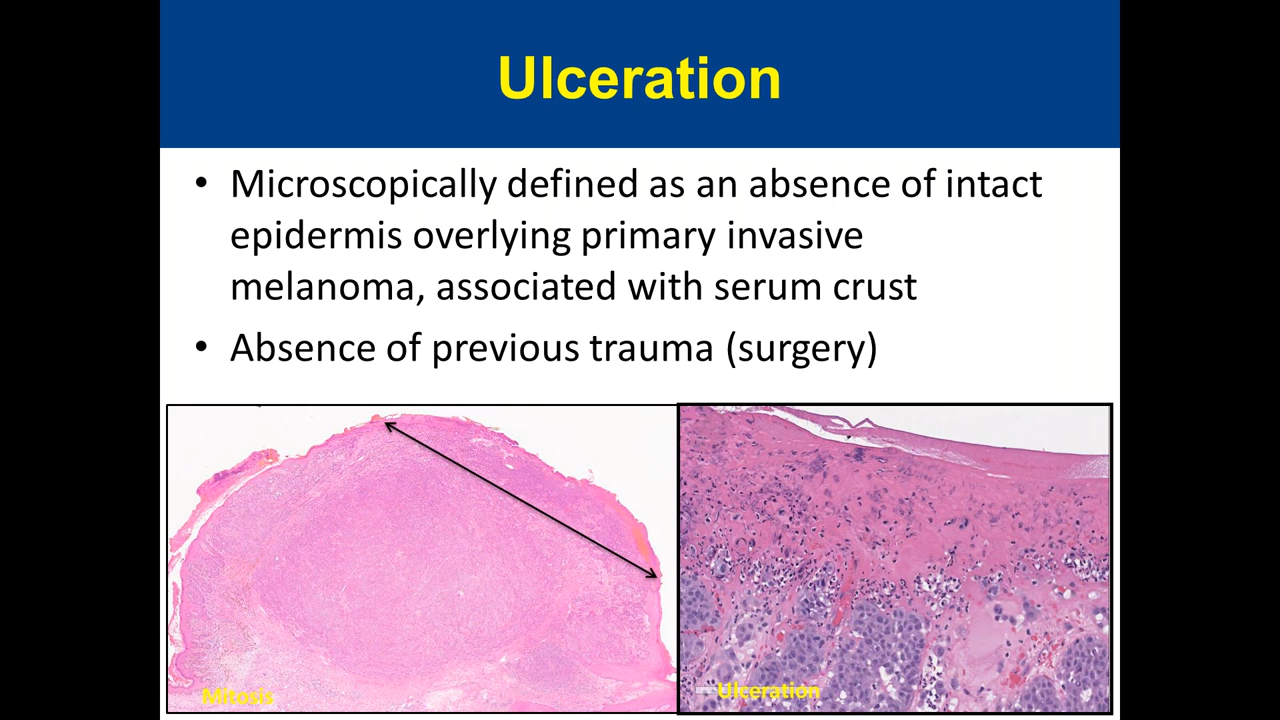 Ulceration
• Microscopically defined as an absence of intact
epidermis overlying primary invasive
melanoma, associated with serum crust
• Absence of previous trauma (surgery)
Mitosis
Ulceration